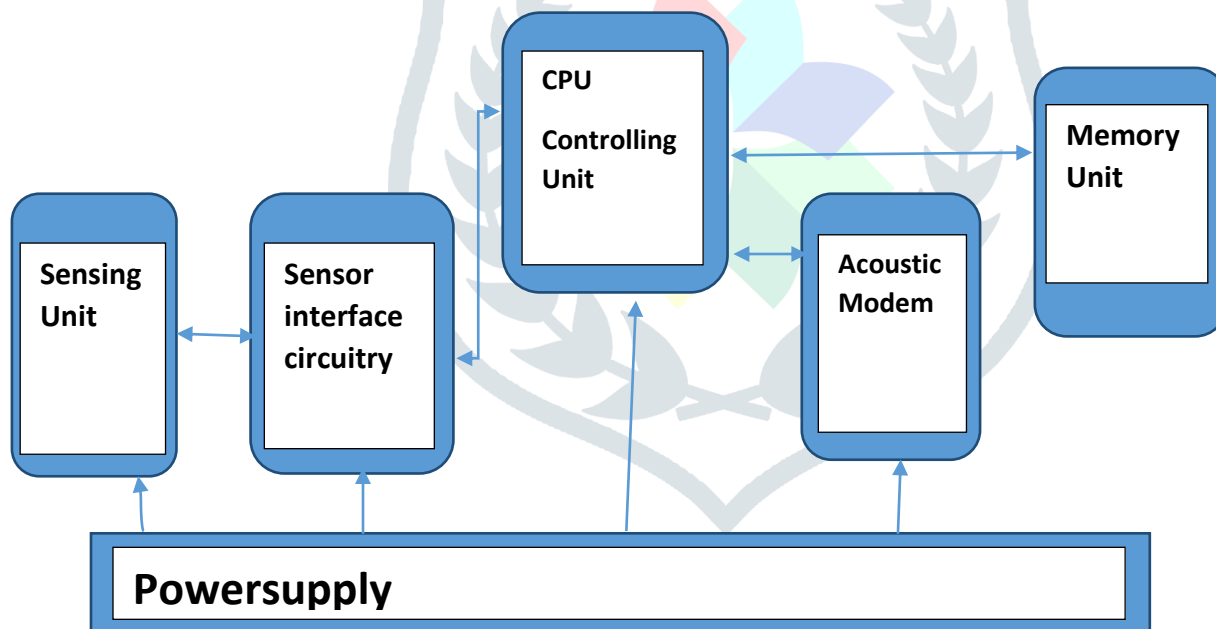 CPU
Controlling
Unit
Memory
Unit
Sensing
Unit
Sensor
interface
circuitry
Acoustic
Modem
Powersupply